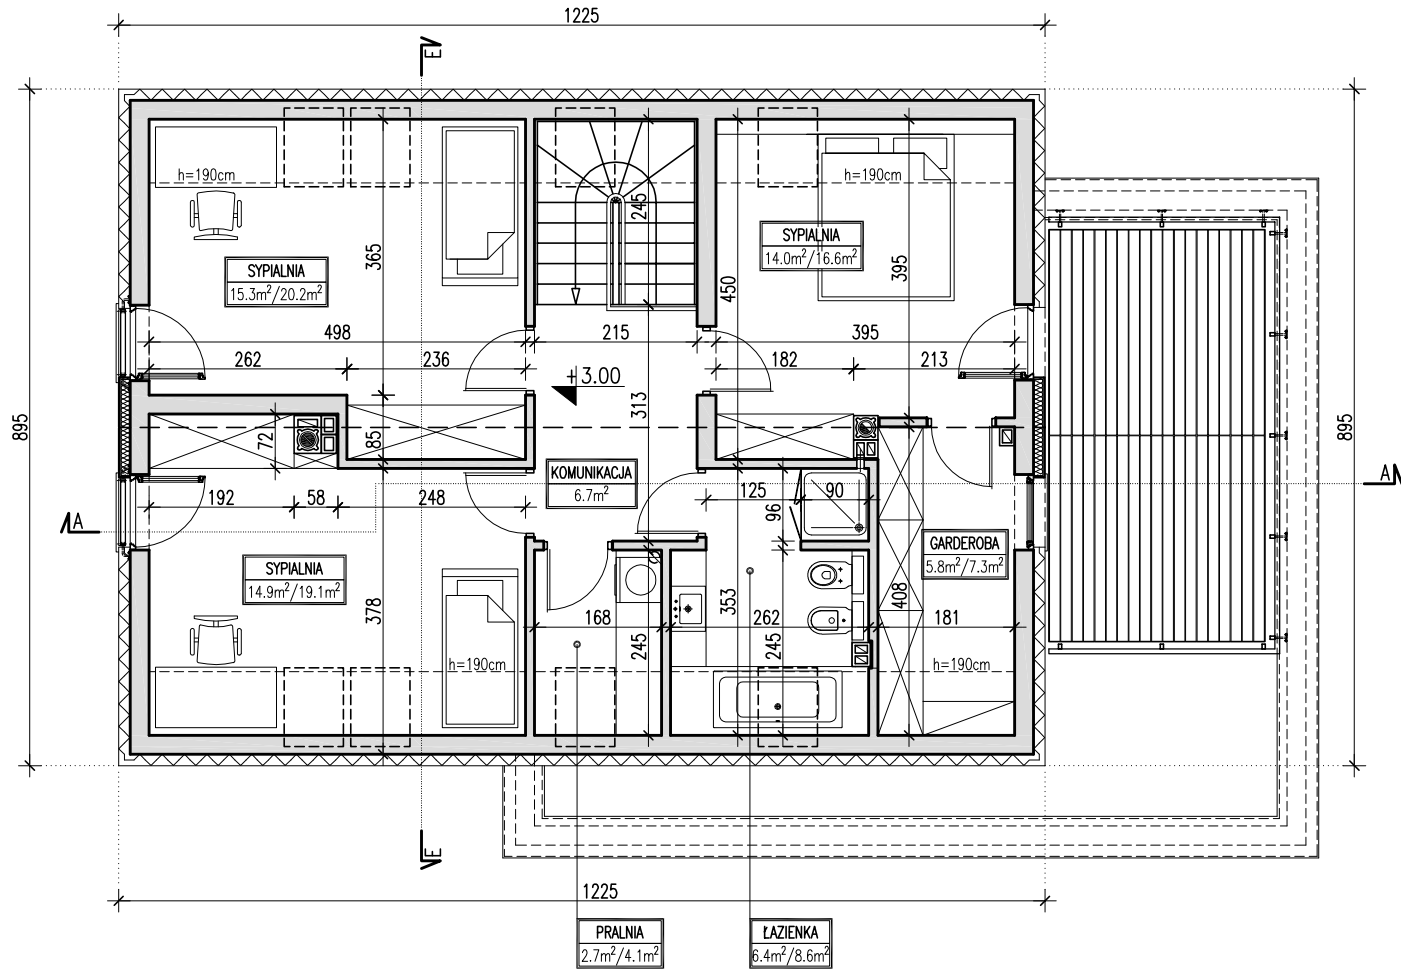 1225
E
h=190cm
h=190cm
245
SYPIALNIA
14.0m²/16.6m²
SYPIALNIA
15.3m²/20.2m²
365
450
395
498
215
395
262
236
182
213
+3.00
313
895
895
72
85
KOMUNIKACJA
6.7m²
A
A
192
58
248
125
90
96
GARDEROBA
5.8m²/7.3m²
SYPIALNIA
14.9m²/19.1m²
378
353
408
168
262
181
245
245
h=190cm
h=190cm
E
1225
PRALNIA
2.7m²/4.1m²
ŁAZIENKA
6.4m²/8.6m²